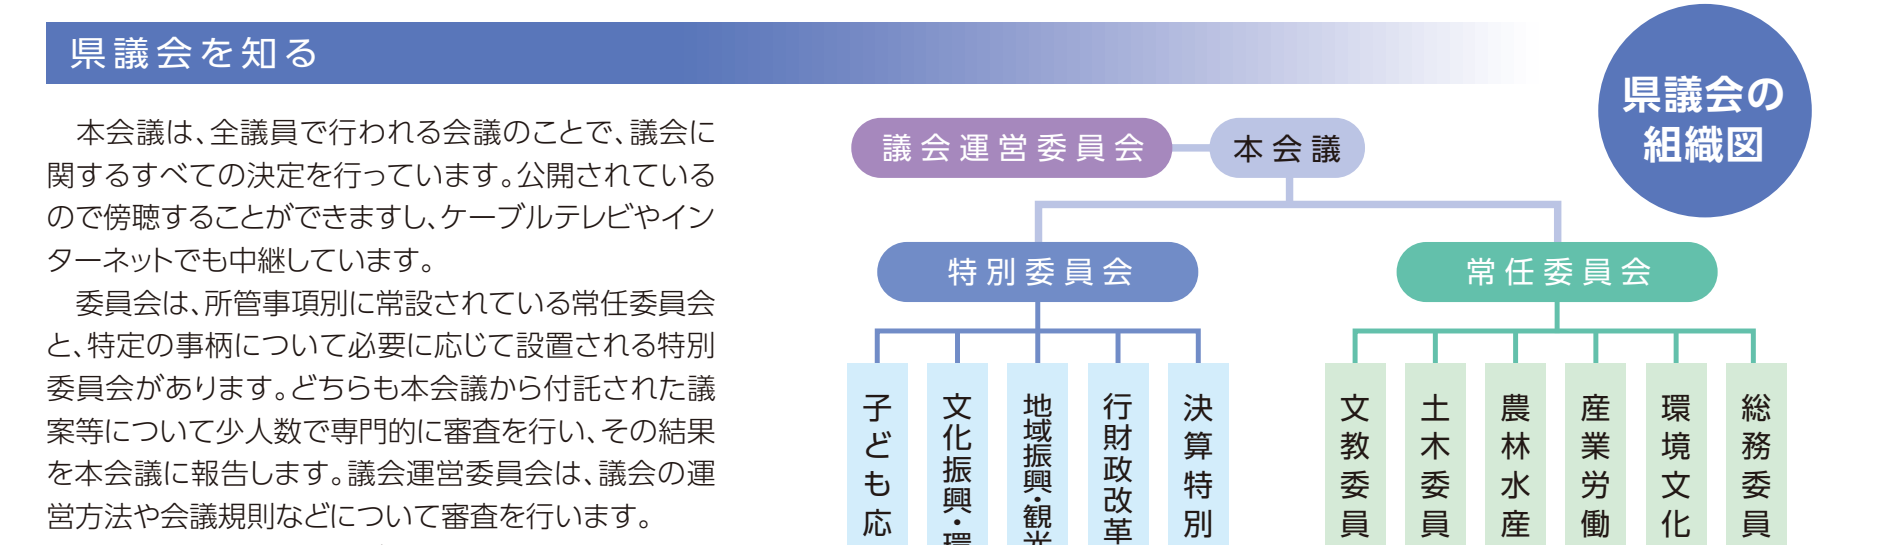 県議会を知る
本会議は、全議員で行われる会議のことで、議会に
関するすべての決定を行っています。公開されている
ので傍聴することができますし、ケーブルテレビやイン
ターネットでも中継しています。
委員会は、所管事項別に常設されている常任委員会
と、特定の事柄について必要に応じて設置される特別
委員会があります。どちらも本会議から付託された議
案等について少人数で専門的に審査を行い、その結果
を本会議に報告します。議会運営委員会は、議会の運
営方法や会議規則などについて審査を行います。
県議会の
組織図
議会運営委員会
本会議
特別委員会
常任委員会
子ども応
文化振興・環
地域振興・観光
行財政改革
決算特別
文教委員
土木委員
農林水産
産業労働
環境文化
総務委員